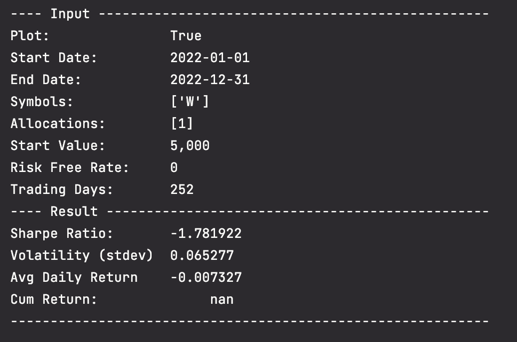 ---- Input -------------------------------------------------
Plot:               True
Start Date:         2022-01-01
End Date:           2022-12-31
Symbols:            ['W']
Allocations:        [1]
Start Value:        5,000
Risk Free Rate:     0
Trading Days:       252
---- Result ------------------------------------------------
Sharpe Ratio:       -1.781922
Volatility (stdev)  0.065277
Avg Daily Return    -0.007327
Cum Return:              nan
------------------------------------------------------------